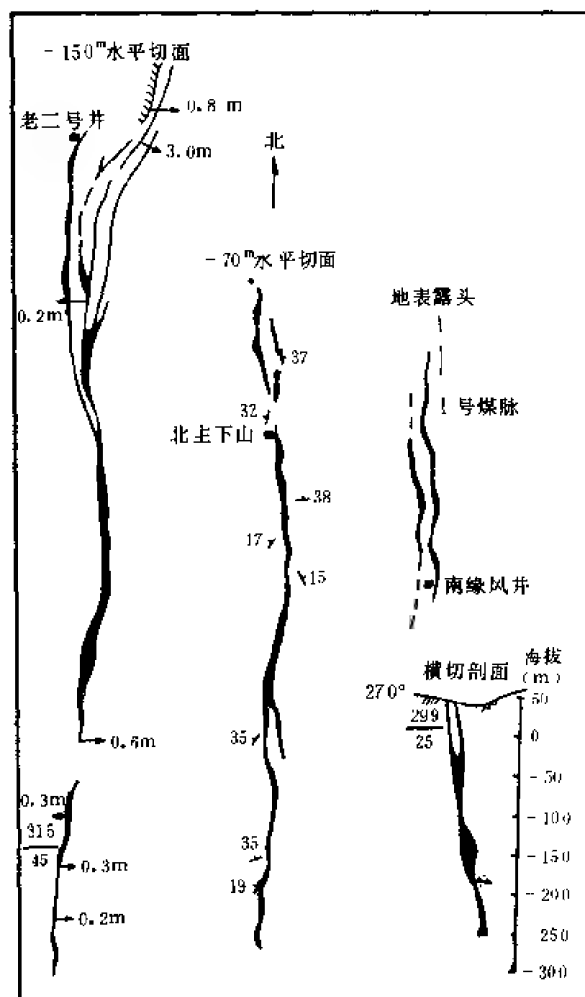 -150m水平切面
0.8 m
老二号井
3.0m
北
-70m水平切面
0.2m
地表露头
37
32
1号煤脉
北主下山
38
17
15
南缘风井
横切剖面
海拔
(m)
270°
50
299
25
0
35
0.6m
-50
0.3m
-100
315
45
35
-150
0.3m
19
-200
0.2m
250
-300